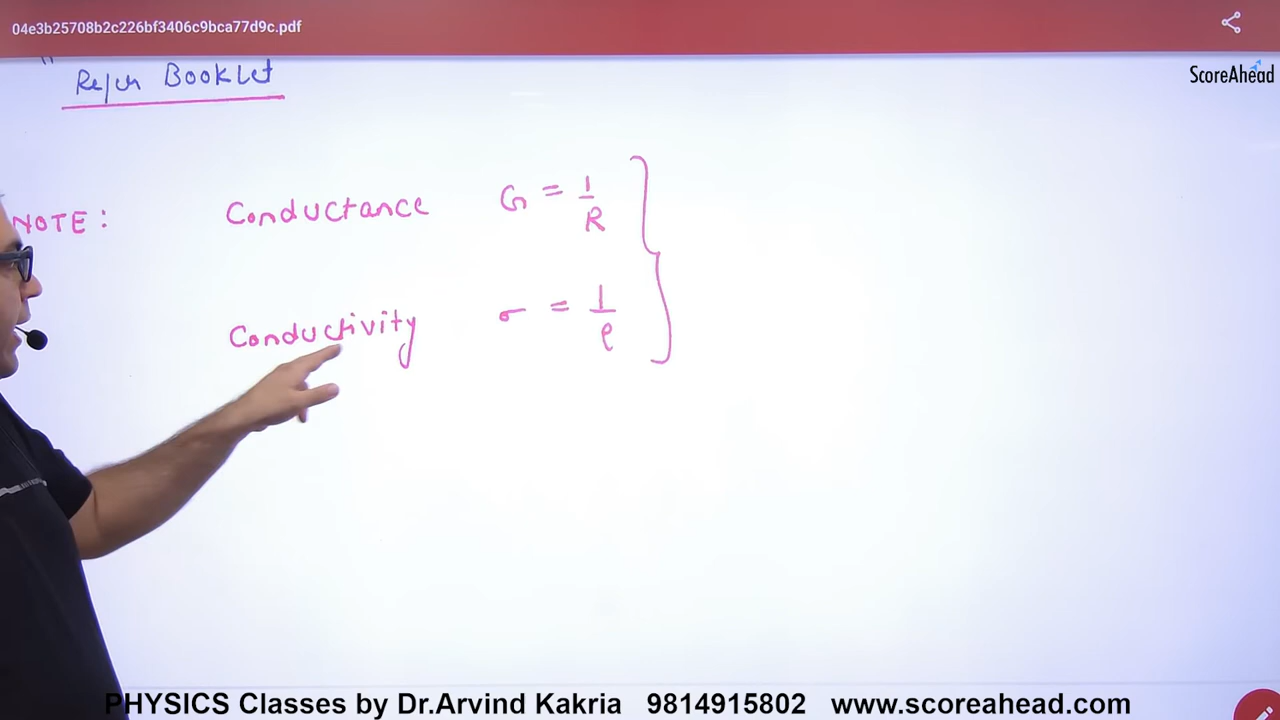 04e3b25708b2c226bf3406c9bca77d9c.pdf
ScoreAhead
Refer Booklet
NOTE : Conductance G = 1/R
Conductivity σ = 1/ρ
PHYSICS Classes by Dr.Arvind Kakria 9814915802 www.scoreahead.com